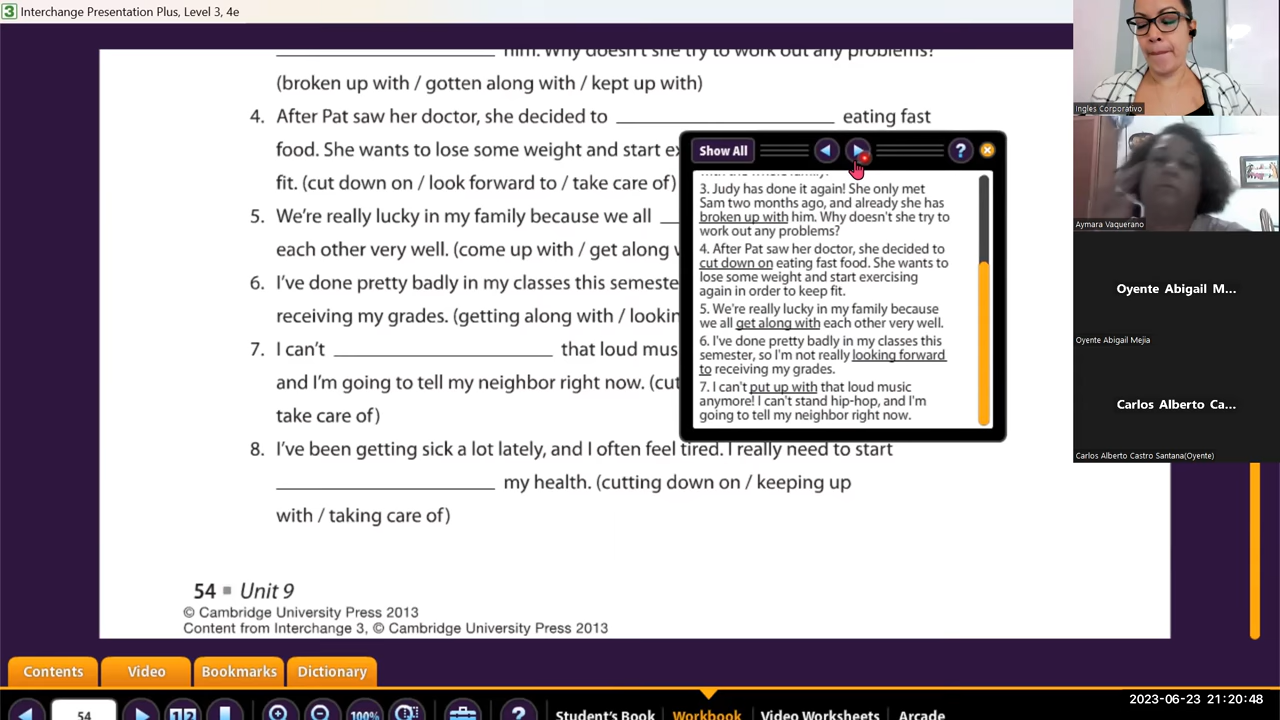 Interchange Presentation Plus, Level 3, 4e
him. Why doesn't she try to work out any problems?
(broken up with / gotten along with / kept up with)
4. After Pat saw her doctor, she decided to ____ eating fast
food. She wants to lose some weight and start ex
fit. (cut down on / look forward to / take care of)
5. We're really lucky in my family because we all
each other very well. (come up with / get along
6. I've done pretty badly in my classes this semeste
receiving my grades. (getting along with / lookin
7. I can't ____ that loud mus
and I'm going to tell my neighbor right now. (cut
take care of)
8. I've been getting sick a lot lately, and I often feel tired. I really need to start
____ my health. (cutting down on / keeping up
with / taking care of)
54 ■ Unit 9
© Cambridge University Press 2013
Content from Interchange 3, © Cambridge University Press 2013
Show All
?
3. Judy has done it again! She only met
Sam two months ago, and already she has
broken up with him. Why doesn't she try to
work out any problems?
4. After Pat saw her doctor, she decided to
cut down on eating fast food. She wants to
lose some weight and start exercising
again in order to keep fit.
5. We're really lucky in my family because
we all get along with each other very well.
6. I've done pretty badly in my classes this
semester, so I'm not really looking forward
to receiving my grades.
7. I can't put up with that loud music
anymore! I can't stand hip-hop, and I'm
going to tell my neighbor right now.
Ingles Corporativo
Aymara Vaquerano
Oyente Abigail M...
Oyente Abigail Mejia
Carlos Alberto Ca...
Carlos Alberto Castro Santana(Oyente)
Contents Video Bookmarks Dictionary
2023-06-23 21:20:48
54 12 100% ? Student's Book Workbook Video Worksheets Arcade